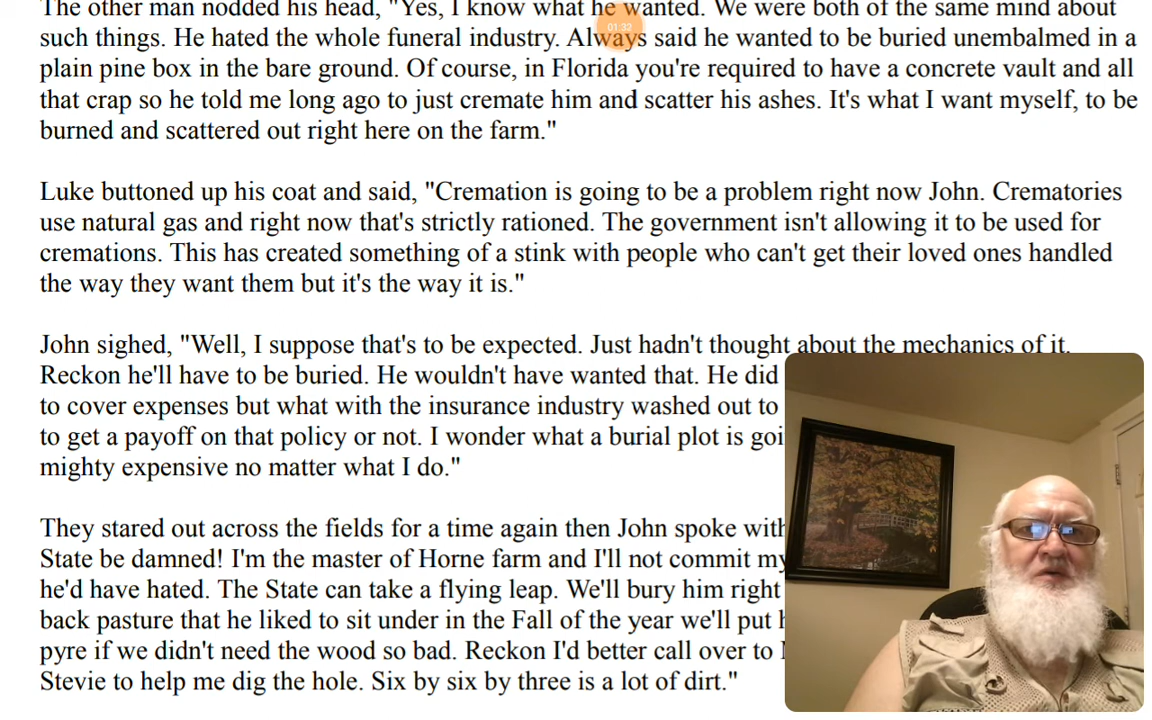 The other man nodded his head, "Yes, I know what he wanted. We were both of the same mind about
01:32
such things. He hated the whole funeral industry. Always said he wanted to be buried unembalmed in a
plain pine box in the bare ground. Of course, in Florida you're required to have a concrete vault and all
that crap so he told me long ago to just cremate him and scatter his ashes. It's what I want myself, to be
burned and scattered out right here on the farm."
Luke buttoned up his coat and said, "Cremation is going to be a problem right now John. Crematories
use natural gas and right now that's strictly rationed. The government isn't allowing it to be used for
cremations. This has created something of a stink with people who can't get their loved ones handled
the way they want them but it's the way it is."
John sighed, "Well, I suppose that's to be expected. Just hadn't thought about the mechanics of it.
Reckon he'll have to be buried. He wouldn't have wanted that. He did
to cover expenses but what with the insurance industry washed out to
to get a payoff on that policy or not. I wonder what a burial plot is goi
mighty expensive no matter what I do."
They stared out across the fields for a time again then John spoke with
State be damned! I'm the master of Horne farm and I'll not commit my
he'd have hated. The State can take a flying leap. We'll bury him right
back pasture that he liked to sit under in the Fall of the year we'll put
pyre if we didn't need the wood so bad. Reckon I'd better call over to
Stevie to help me dig the hole. Six by six by three is a lot of dirt."